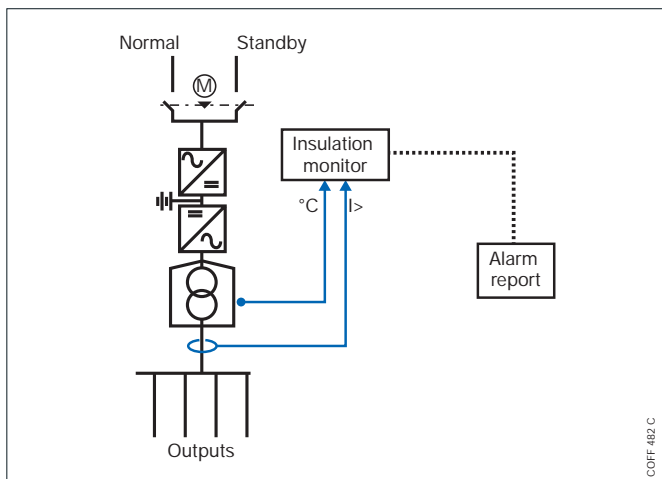 Normal
Standby
M
Insulation
monitor
°C
I>
Alarm
report
Outputs
COFF 482 C